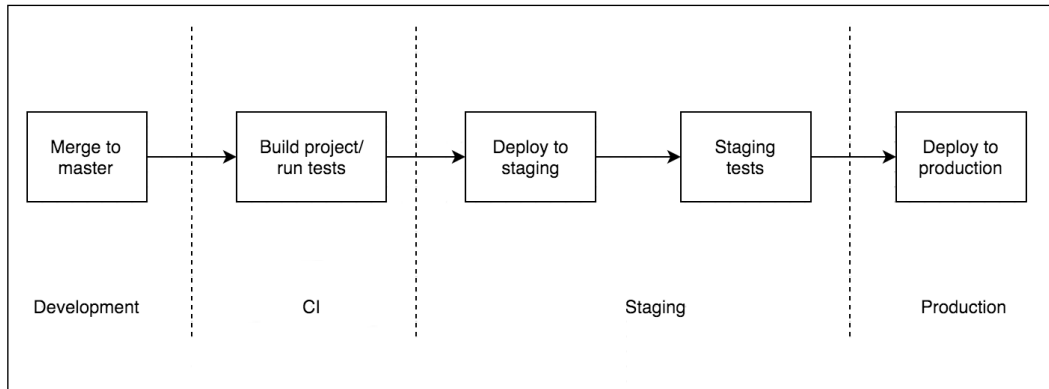 Merge to
master
Build project/
run tests
Deploy to
staging
Staging
tests
Deploy to
production
Development
CI
Staging
Production